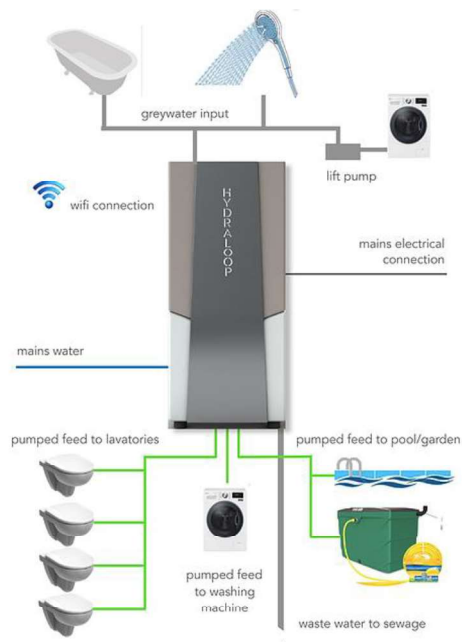 greywater input
lift pump
wifi connection
HYDRALOOP
mains electrical
connection
mains water
pumped feed to lavatories
pumped feed to pool/garden
pumped feed
to washing
machine
waste water to sewage